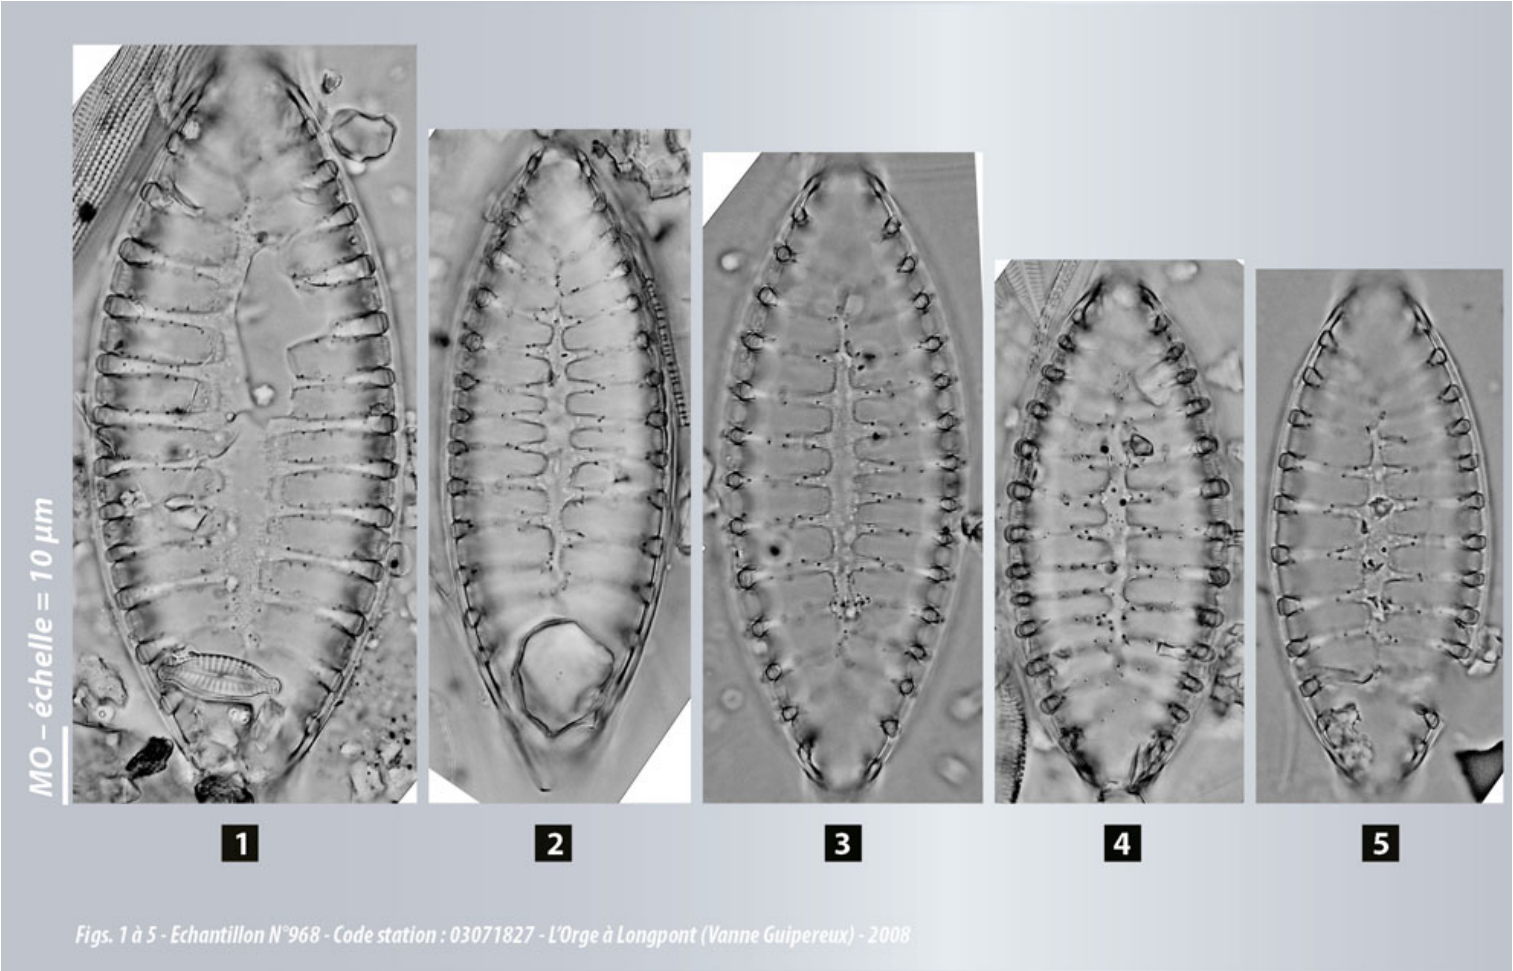 MO – échelle = 10 µm
1 2 3 4 5
Figs. 1 à 5 - Echantillon N°968 - Code station : 03071827 - L'Orge à Longpont (Vanne Guipereux) - 2008